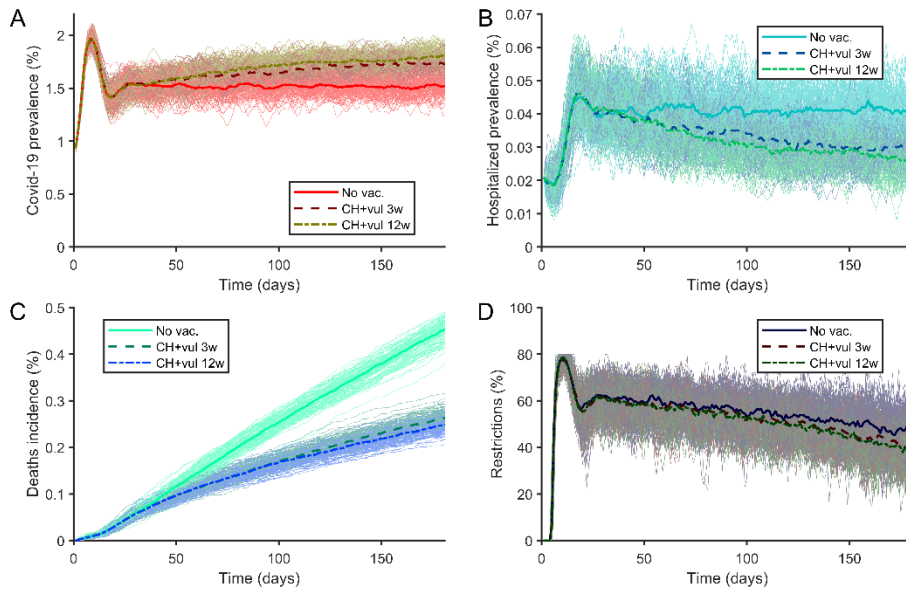 A
Covid-19 prevalence (%)
2
1.5
1
0.5
0
No vac.
CH+vul 3w
CH+vul 12w
0
50
100
150
Time (days)
B
Hospitalized prevalence (%)
0.07
0.06
0.05
0.04
0.03
0.02
0.01
0
No vac.
CH+vul 3w
CH+vul 12w
0
50
100
150
Time (days)
C
Deaths incidence (%)
0.5
0.4
0.3
0.2
0.1
0
No vac.
CH+vul 3w
CH+vul 12w
0
50
100
150
Time (days)
D
Restrictions (%)
100
80
60
40
20
0
No vac.
CH+vul 3w
CH+vul 12w
0
50
100
150
Time (days)